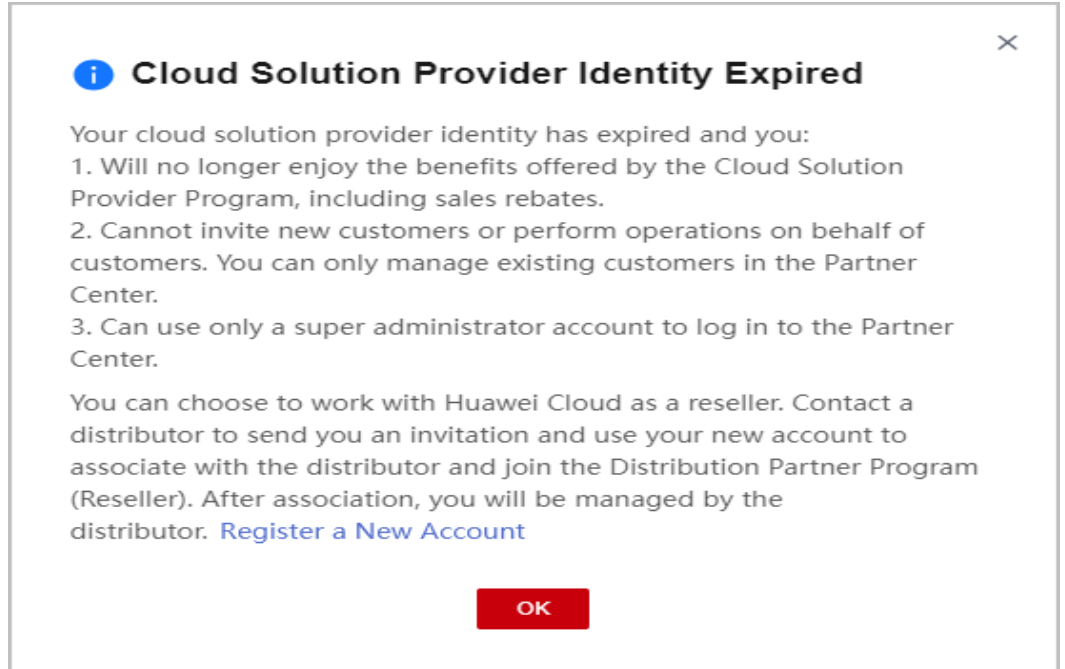 Cloud Solution Provider Identity Expired
Your cloud solution provider identity has expired and you:
1. Will no longer enjoy the benefits offered by the Cloud Solution
Provider Program, including sales rebates.
2. Cannot invite new customers or perform operations on behalf of
customers. You can only manage existing customers in the Partner
Center.
3. Can use only a super administrator account to log in to the Partner
Center.
You can choose to work with Huawei Cloud as a reseller. Contact a
distributor to send you an invitation and use your new account to
associate with the distributor and join the Distribution Partner Program
(Reseller). After association, you will be managed by the
distributor. Register a New Account
OK